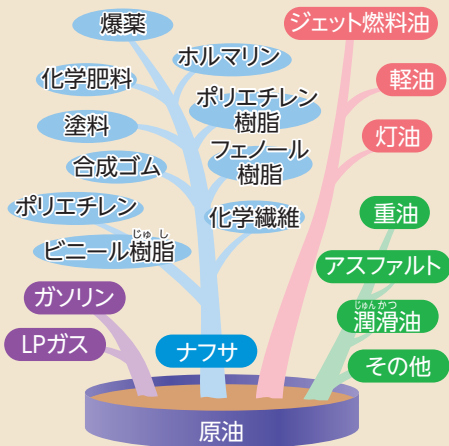 爆薬
ホルマリン
化学肥料
ポリエチレン
樹脂
塗料
フェノール
樹脂
合成ゴム
ポリエチレン
化学繊維
じゅ し
ビニール樹脂
ガソリン
LPガス
ナフサ
ジェット燃料油
軽油
灯油
重油
アスファルト
じゅんかつ
潤滑油
その他
原油